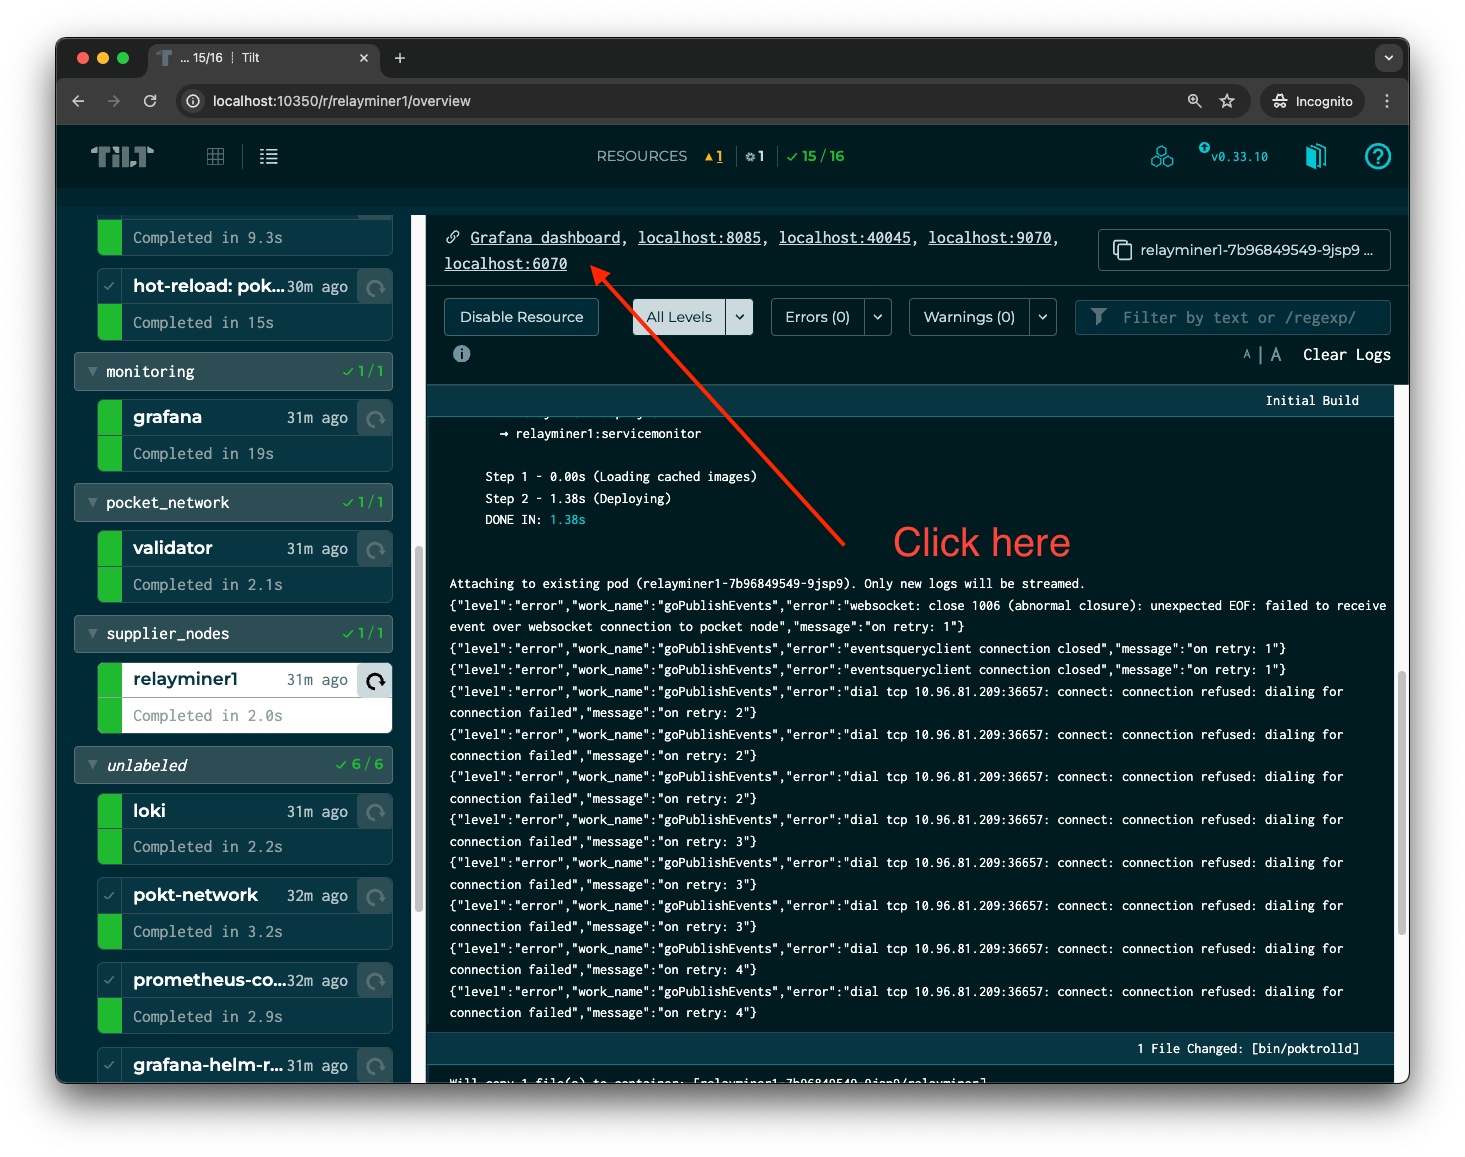 ... 15/16 ┆ Tilt
localhost:10350/r/relayminer1/overview
Incognito
TILT
RESOURCES 1 1 15 / 16
v0.33.10
Completed in 9.3s
hot-reload: pok... 30m ago
Completed in 15s
monitoring 1 / 1
grafana 31m ago
Completed in 19s
pocket_network 1 / 1
validator 31m ago
Completed in 2.1s
supplier_nodes 1 / 1
relayminer1 31m ago
Completed in 2.0s
unlabeled 6 / 6
loki 31m ago
Completed in 2.2s
pokt-network 32m ago
Completed in 3.2s
prometheus-co... 32m ago
Completed in 2.9s
grafana-helm-r... 31m ago
Grafana dashboard, localhost:8085, localhost:40045, localhost:9070,
localhost:6070
relayminer1-7b96849549-9jsp9 ...
Disable Resource
All Levels
Errors (0)
Warnings (0)
Filter by text or /regexp/
A | A Clear Logs
Initial Build
→ relayminer1:servicemonitor
Step 1 - 0.00s (Loading cached images)
Step 2 - 1.38s (Deploying)
DONE IN: 1.38s
Click here
Attaching to existing pod (relayminer1-7b96849549-9jsp9). Only new logs will be streamed.
{"level":"error","work_name":"goPublishEvents","error":"websocket: close 1006 (abnormal closure): unexpected EOF: failed to receive
event over websocket connection to pocket node","message":"on retry: 1"}
{"level":"error","work_name":"goPublishEvents","error":"eventsqueryclient connection closed","message":"on retry: 1"}
{"level":"error","work_name":"goPublishEvents","error":"eventsqueryclient connection closed","message":"on retry: 1"}
{"level":"error","work_name":"goPublishEvents","error":"dial tcp 10.96.81.209:36657: connect: connection refused: dialing for
connection failed","message":"on retry: 2"}
{"level":"error","work_name":"goPublishEvents","error":"dial tcp 10.96.81.209:36657: connect: connection refused: dialing for
connection failed","message":"on retry: 2"}
{"level":"error","work_name":"goPublishEvents","error":"dial tcp 10.96.81.209:36657: connect: connection refused: dialing for
connection failed","message":"on retry: 2"}
{"level":"error","work_name":"goPublishEvents","error":"dial tcp 10.96.81.209:36657: connect: connection refused: dialing for
connection failed","message":"on retry: 3"}
{"level":"error","work_name":"goPublishEvents","error":"dial tcp 10.96.81.209:36657: connect: connection refused: dialing for
connection failed","message":"on retry: 3"}
{"level":"error","work_name":"goPublishEvents","error":"dial tcp 10.96.81.209:36657: connect: connection refused: dialing for
connection failed","message":"on retry: 3"}
{"level":"error","work_name":"goPublishEvents","error":"dial tcp 10.96.81.209:36657: connect: connection refused: dialing for
connection failed","message":"on retry: 4"}
{"level":"error","work_name":"goPublishEvents","error":"dial tcp 10.96.81.209:36657: connect: connection refused: dialing for
connection failed","message":"on retry: 4"}
1 File Changed: [bin/poktrolld]
Will copy 1 file(s) to container: [relayminer1-7b96849549-9jsp9/relayminer]